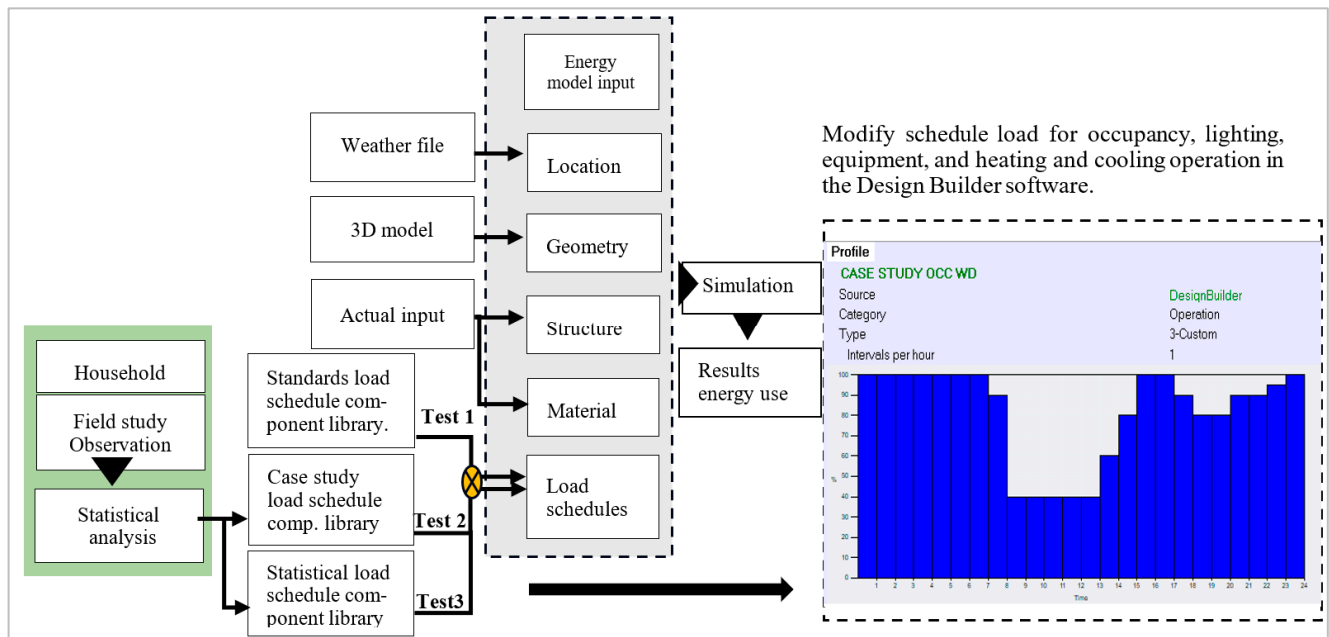 Energy
model input
Weather file
Location
3D model
Geometry
Actual input
Structure
Material
Household
Field study
Observation
Statistical
analysis
Standards load
schedule com-
ponent library.
Test 1
Case study
load schedule
comp. library
Test 2
Statistical load
schedule com-
ponent library
Test3
Load
schedules
Simulation
Results
energy use
Modify schedule load for occupancy, lighting,
equipment, and heating and cooling operation in
the Design Builder software.
Profile
CASE STUDY OCC WD
Source DesignBuilder
Category Operation
Type 3-Custom
Intervals per hour 1
100
90
80
70
60
50
40
30
20
10
0
%
1 2 3 4 5 6 7 8 9 10 11 12 13 14 15 16 17 18 19 20 21 22 23 24
Time